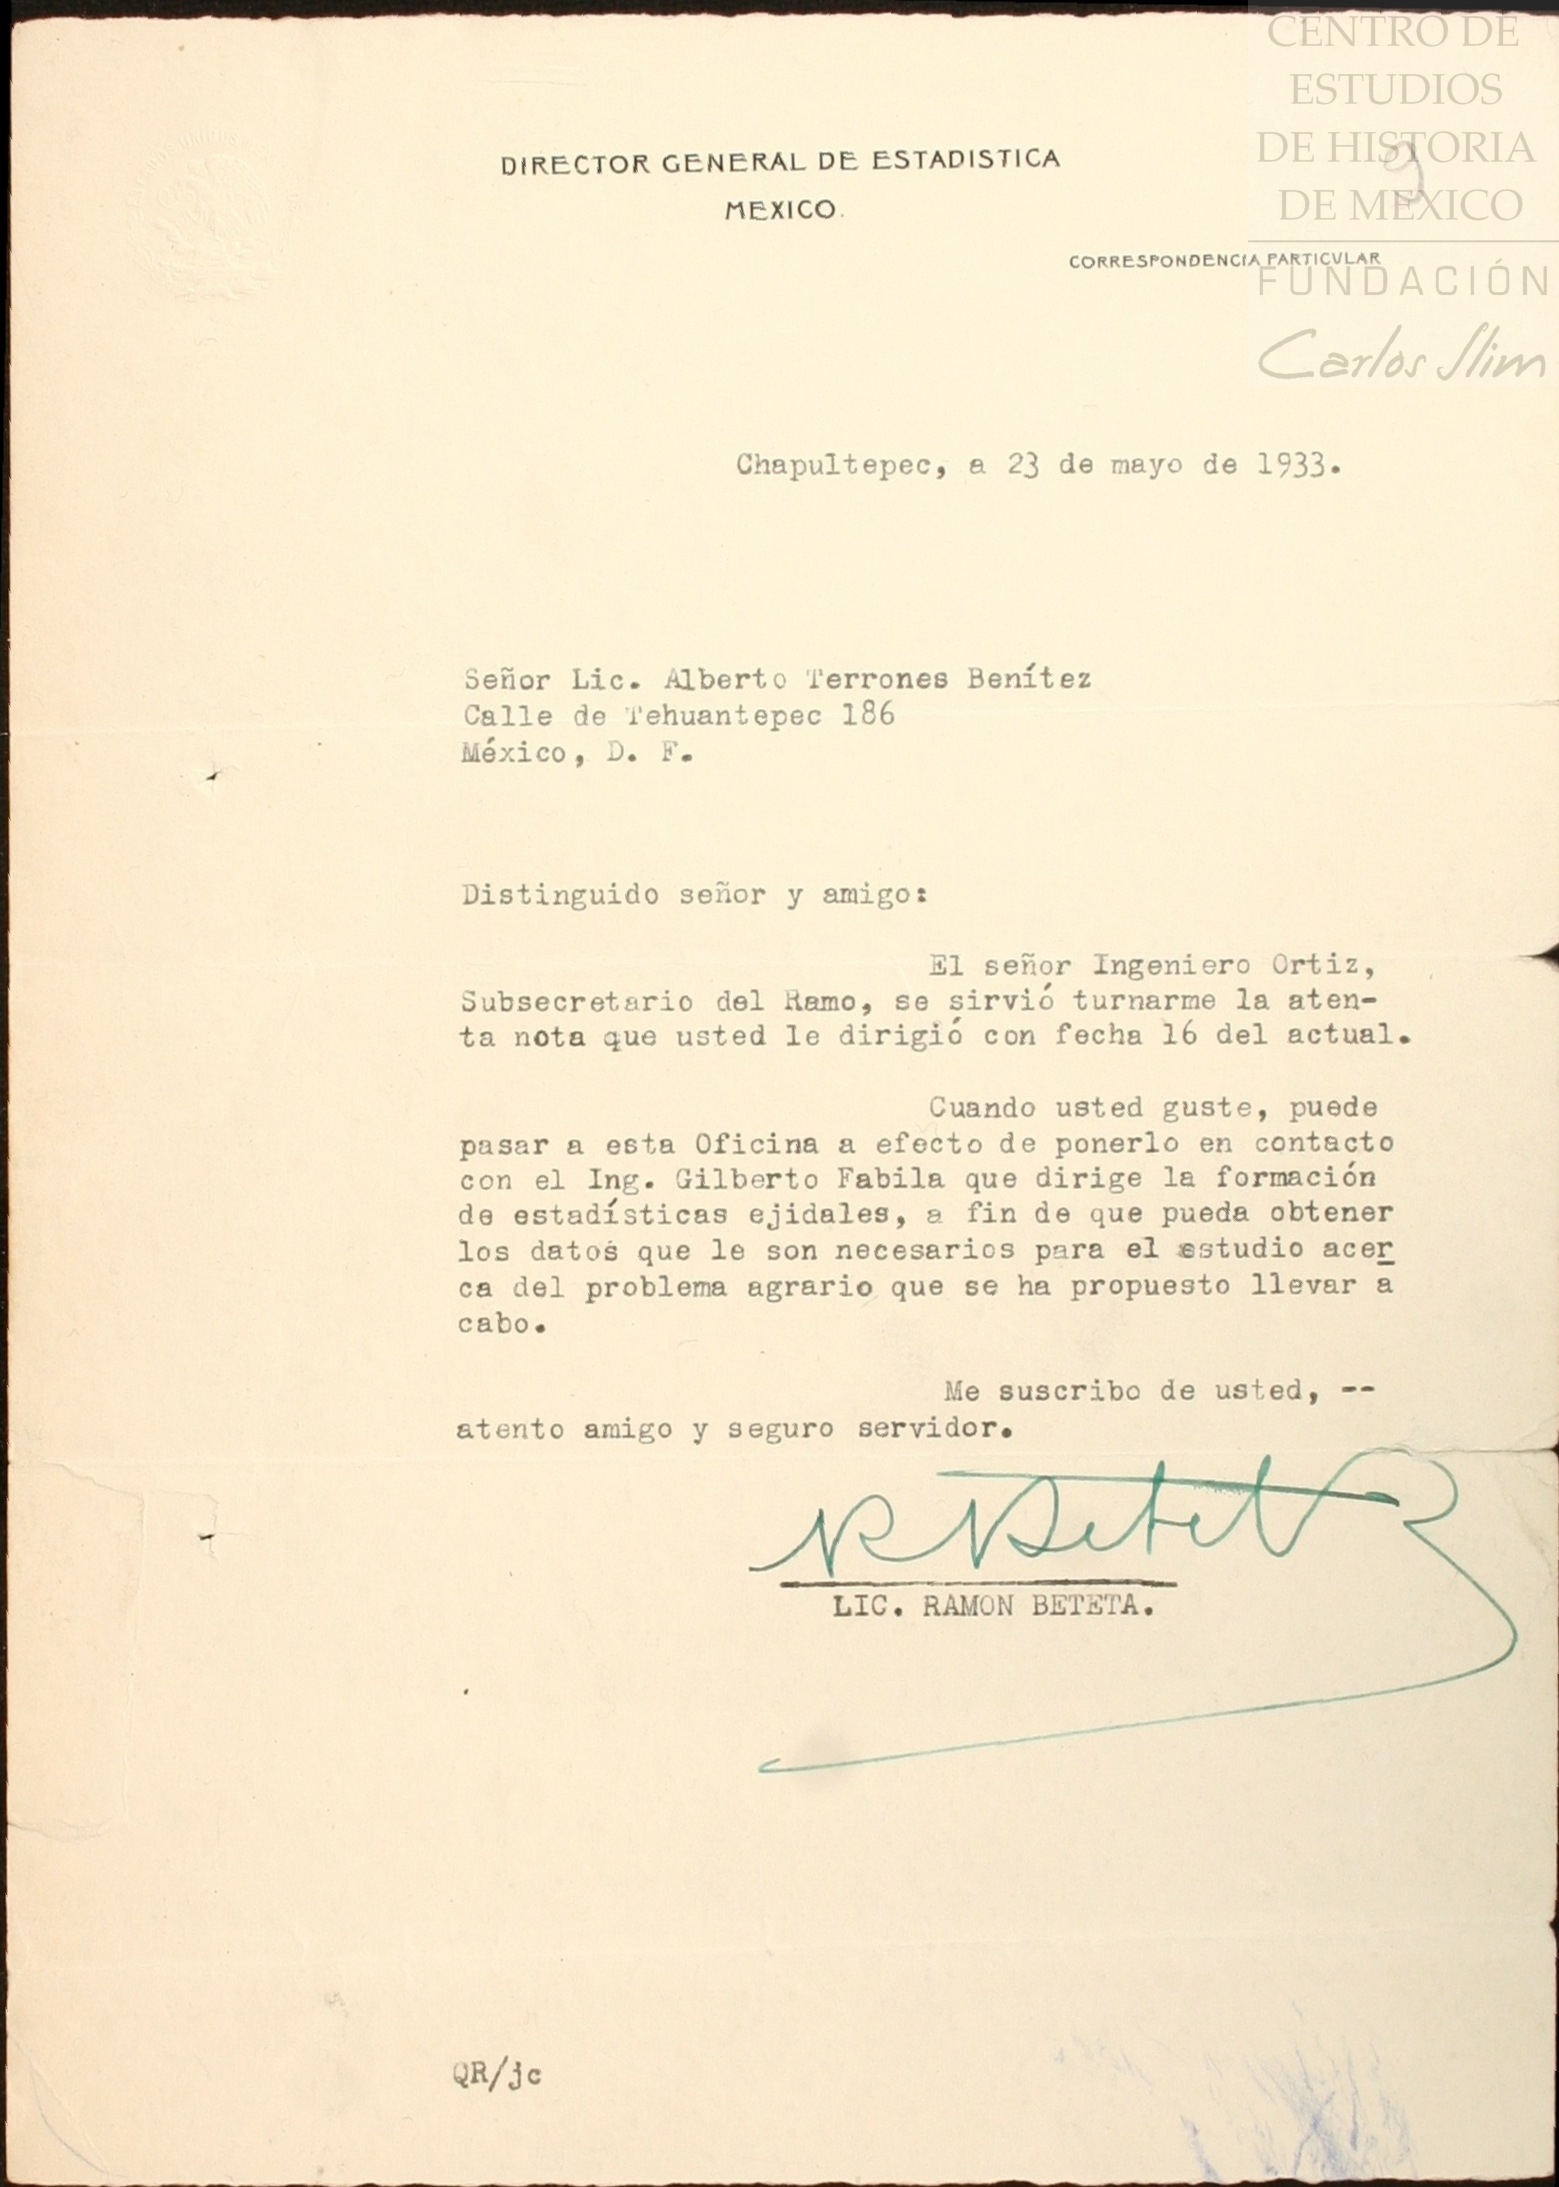 CENTRO DE
ESTUDIOS
DE HISTORIA
DE MEXICO
FUNDACIÓN
Carlos Slim
DIRECTOR GENERAL DE ESTADISTICA
MEXICO.
9
CORRESPONDENCIA PARTICVLAR
Chapultepec, a 23 de mayo de 1933.
Señor Lic. Alberto Terrones Benítez
Calle de Tehuantepec 186
México, D. F.
Distinguido señor y amigo:
El señor Ingeniero Ortiz,
Subsecretario del Ramo, se sirvió turnarme la aten-
ta nota que usted le dirigió con fecha 16 del actual.
Cuando usted guste, puede
pasar a esta Oficina a efecto de ponerlo en contacto
con el Ing. Gilberto Fabila que dirige la formación
de estadísticas ejidales, a fin de que pueda obtener
los datos que le son necesarios para el estudio acer
ca del problema agrario que se ha propuesto llevar a
cabo.
Me suscribo de usted, --
atento amigo y seguro servidor.
R Beteta
LIC. RAMON BETETA.
QR/jc